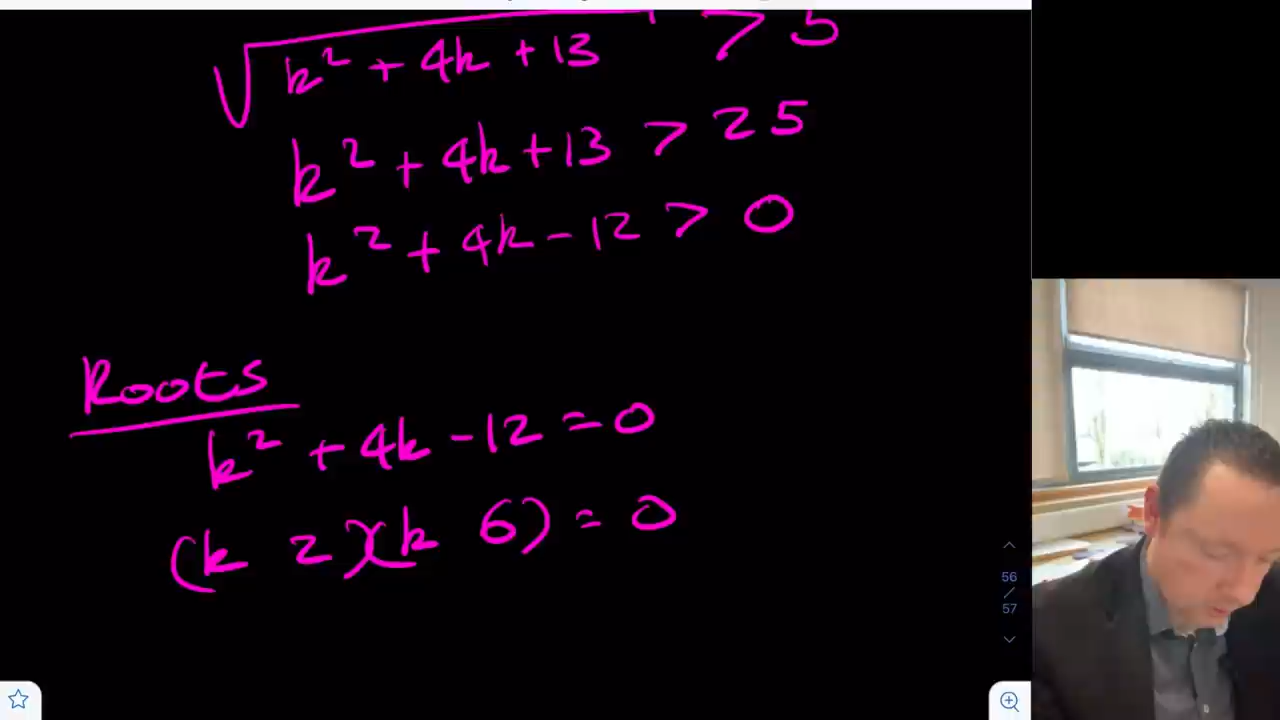 √(k² + 4k + 13) > 5
k² + 4k + 13 > 25
k² + 4k - 12 > 0
Roots
k² + 4k - 12 = 0
(k 2)(k 6) = 0
56
/
57